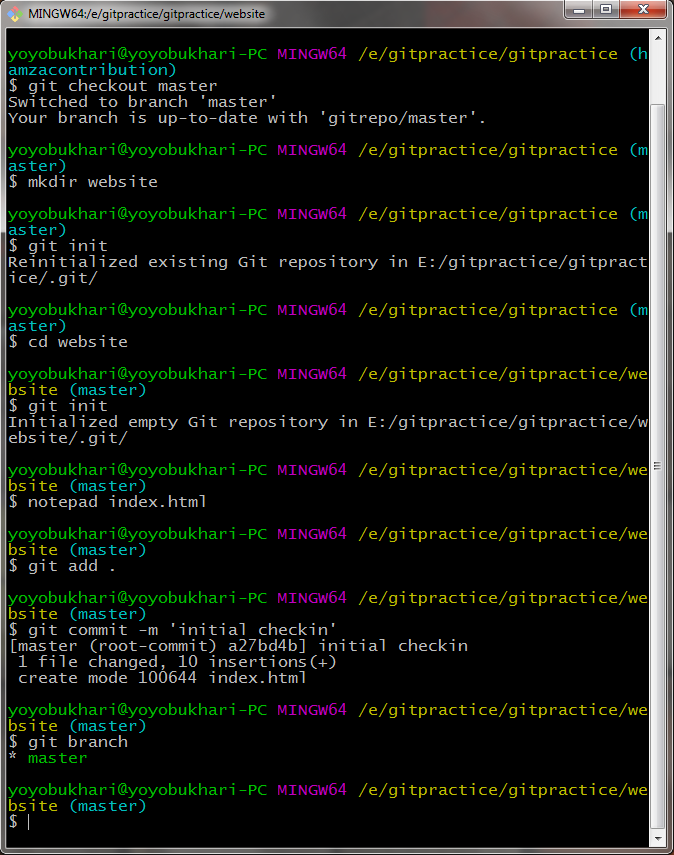 MINGW64:/e/gitpractice/gitpractice/website
yoyobukhari@yoyobukhari-PC MINGW64 /e/gitpractice/gitpractice (h
amzacontribution)
$ git checkout master
Switched to branch 'master'
Your branch is up-to-date with 'gitrepo/master'.
yoyobukhari@yoyobukhari-PC MINGW64 /e/gitpractice/gitpractice (m
aster)
$ mkdir website
yoyobukhari@yoyobukhari-PC MINGW64 /e/gitpractice/gitpractice (m
aster)
$ git init
Reinitialized existing Git repository in E:/gitpractice/gitpract
ice/.git/
yoyobukhari@yoyobukhari-PC MINGW64 /e/gitpractice/gitpractice (m
aster)
$ cd website
yoyobukhari@yoyobukhari-PC MINGW64 /e/gitpractice/gitpractice/we
bsite (master)
$ git init
Initialized empty Git repository in E:/gitpractice/gitpractice/w
ebsite/.git/
yoyobukhari@yoyobukhari-PC MINGW64 /e/gitpractice/gitpractice/we
bsite (master)
$ notepad index.html
yoyobukhari@yoyobukhari-PC MINGW64 /e/gitpractice/gitpractice/we
bsite (master)
$ git add .
yoyobukhari@yoyobukhari-PC MINGW64 /e/gitpractice/gitpractice/we
bsite (master)
$ git commit -m 'initial checkin'
[master (root-commit) a27bd4b] initial checkin
 1 file changed, 10 insertions(+)
 create mode 100644 index.html
yoyobukhari@yoyobukhari-PC MINGW64 /e/gitpractice/gitpractice/we
bsite (master)
$ git branch
* master
yoyobukhari@yoyobukhari-PC MINGW64 /e/gitpractice/gitpractice/we
bsite (master)
$